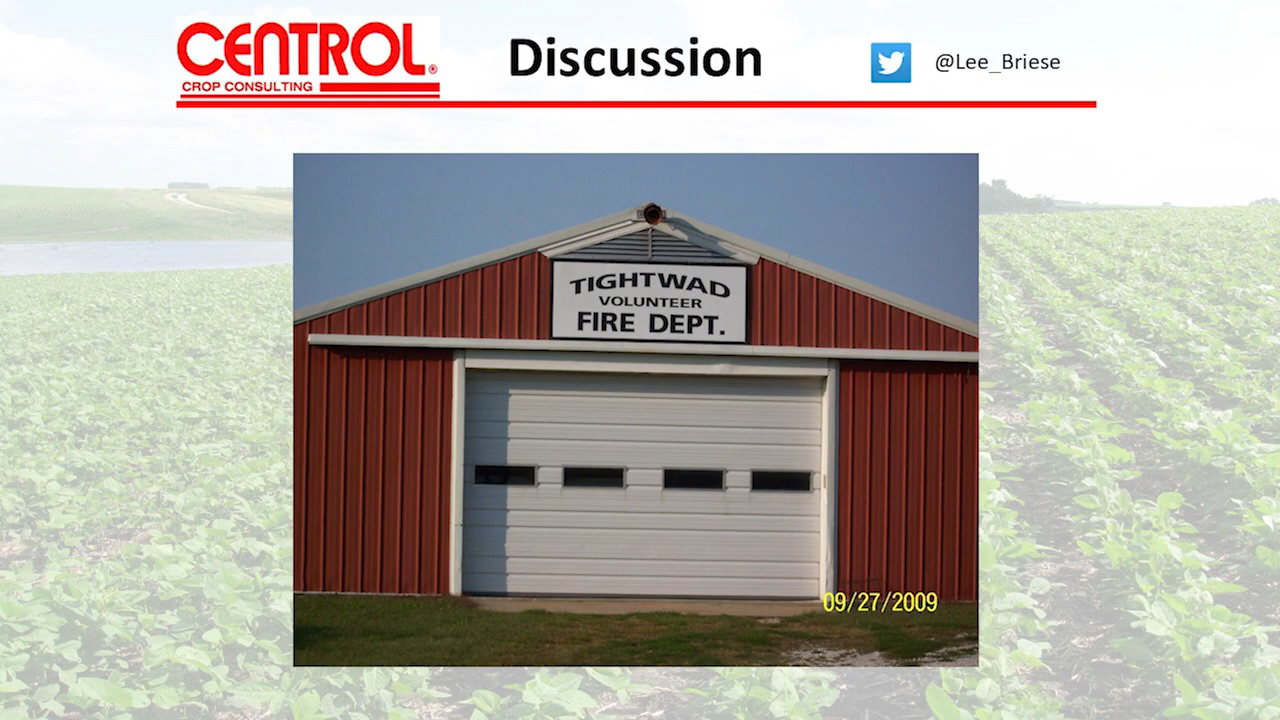 CENTROL®
CROP CONSULTING
Discussion
@Lee_Briese
TIGHTWAD
VOLUNTEER
FIRE DEPT.
09/27/2009